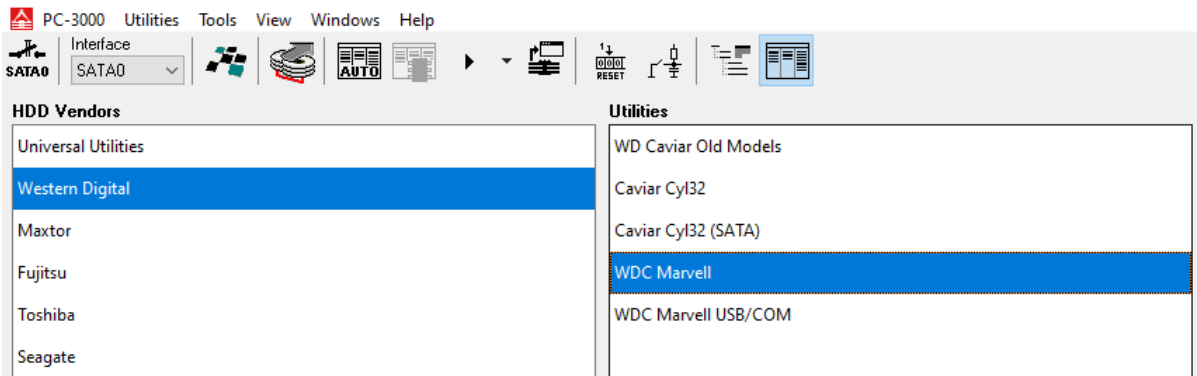 PC-3000 Utilities Tools View Windows Help
Interface
SATA0 SATA0 AUTO RESET
HDD Vendors
Universal Utilities
Western Digital
Maxtor
Fujitsu
Toshiba
Seagate
Utilities
WD Caviar Old Models
Caviar Cyl32
Caviar Cyl32 (SATA)
WDC Marvell
WDC Marvell USB/COM